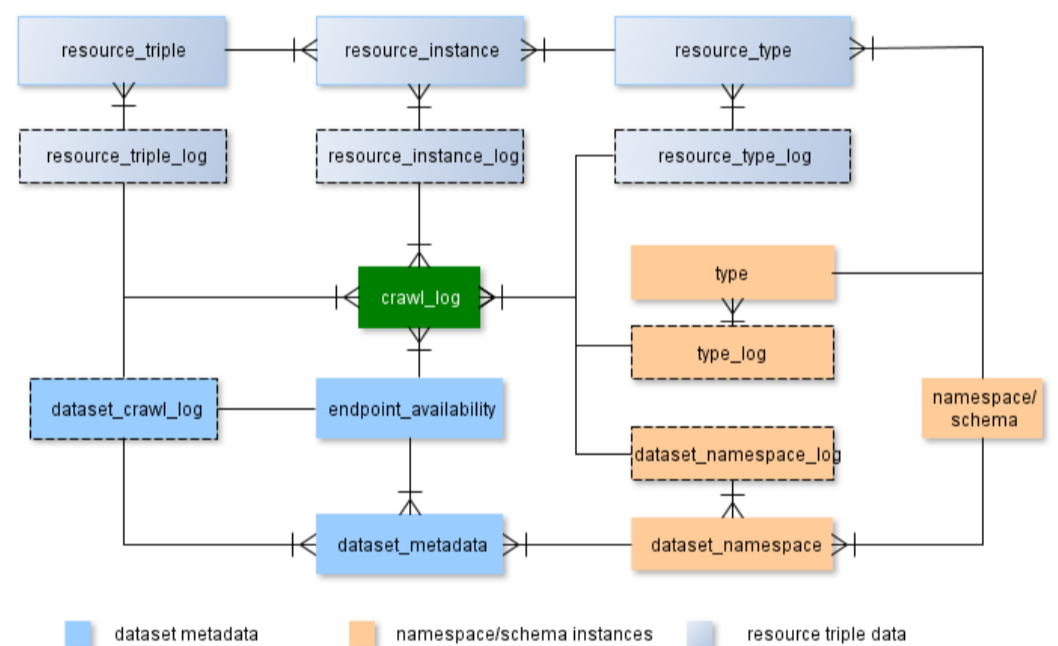 resource_triple
resource_instance
resource_type
resource_triple_log
resource_instance_log
resource_type_log
type
crawl_log
type_log
dataset_crawl_log
endpoint_availability
namespace/
schema
dataset_namespace_log
dataset_metadata
dataset_namespace
dataset metadata
namespace/schema instances
resource triple data